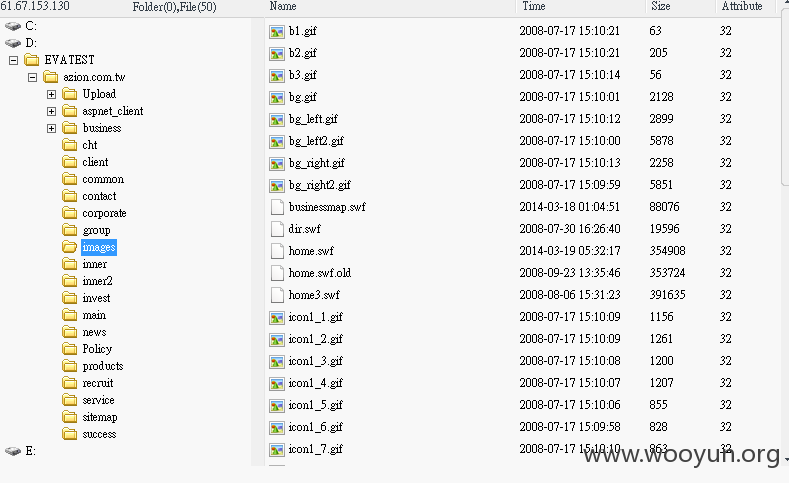 61.67.153.130 Folder(0),File(50) Name Time Size Attribute
C:
D:
EVATEST
azion.com.tw
Upload
aspnet_client
business
cht
client
common
contact
corporate
group
images
inner
inner2
invest
main
news
Policy
products
recruit
service
sitemap
success
E:
b1.gif 2008-07-17 15:10:21 63 32
b2.gif 2008-07-17 15:10:21 205 32
b3.gif 2008-07-17 15:10:14 56 32
bg.gif 2008-07-17 15:10:01 2128 32
bg_left.gif 2008-07-17 15:10:12 2899 32
bg_left2.gif 2008-07-17 15:10:00 5878 32
bg_right.gif 2008-07-17 15:10:13 2258 32
bg_right2.gif 2008-07-17 15:09:59 5851 32
businessmap.swf 2014-03-18 01:04:51 88076 32
dir.swf 2008-07-30 16:26:40 19596 32
home.swf 2014-03-19 05:32:17 354908 32
home.swf.old 2008-09-23 13:35:46 353724 32
home3.swf 2008-08-06 15:31:23 391635 32
icon1_1.gif 2008-07-17 15:10:09 1156 32
icon1_2.gif 2008-07-17 15:10:09 1261 32
icon1_3.gif 2008-07-17 15:10:08 1200 32
icon1_4.gif 2008-07-17 15:10:07 1207 32
icon1_5.gif 2008-07-17 15:10:06 855 32
icon1_6.gif 2008-07-17 15:09:58 828 32
icon1_7.gif 2008-07-17 15:10:10 863 32
www.wooyun.org